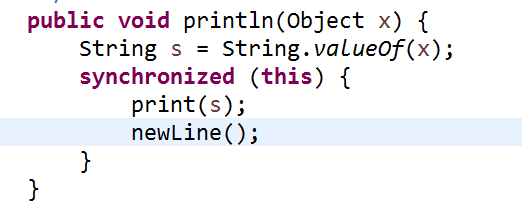 public void println(Object x) {
    String s = String.valueOf(x);
    synchronized (this) {
        print(s);
        newLine();
    }
}